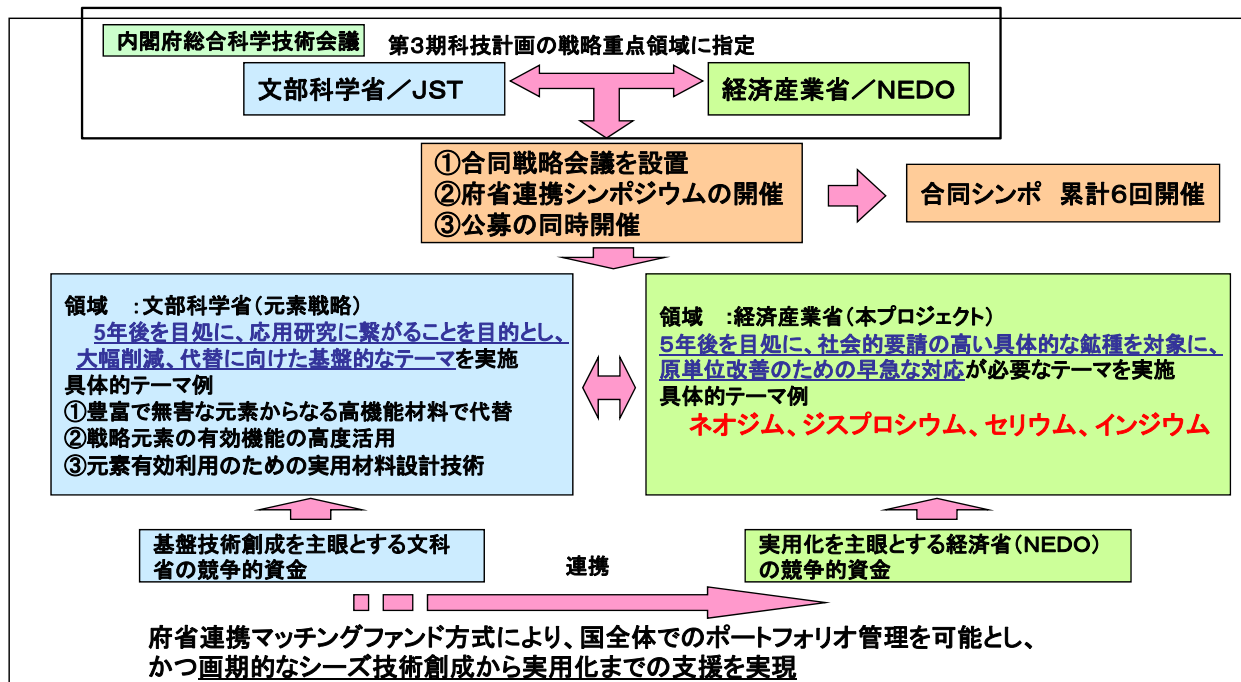 内閣府総合科学技術会議
第3期科技計画の戦略重点領域に指定
文部科学省／JST
経済産業省／NEDO
①合同戦略会議を設置
②府省連携シンポジウムの開催
③公募の同時開催
合同シンポ 累計6回開催
領域 ：文部科学省（元素戦略）
5年後を目処に、応用研究に繋がることを目的とし、
大幅削減、代替に向けた基盤的なテーマを実施
具体的テーマ例
①豊富で無害な元素からなる高機能材料で代替
②戦略元素の有効機能の高度活用
③元素有効利用のための実用材料設計技術
領域 ：経済産業省（本プロジェクト）
5年後を目処に、社会的要請の高い具体的な鉱種を対象に、
原単位改善のための早急な対応が必要なテーマを実施
具体的テーマ例
ネオジム、ジスプロシウム、セリウム、インジウム
基盤技術創成を主眼とする文科
省の競争的資金
連携
実用化を主眼とする経済省（NEDO）
の競争的資金
府省連携マッチングファンド方式により、国全体でのポートフォリオ管理を可能とし、
かつ画期的なシーズ技術創成から実用化までの支援を実現